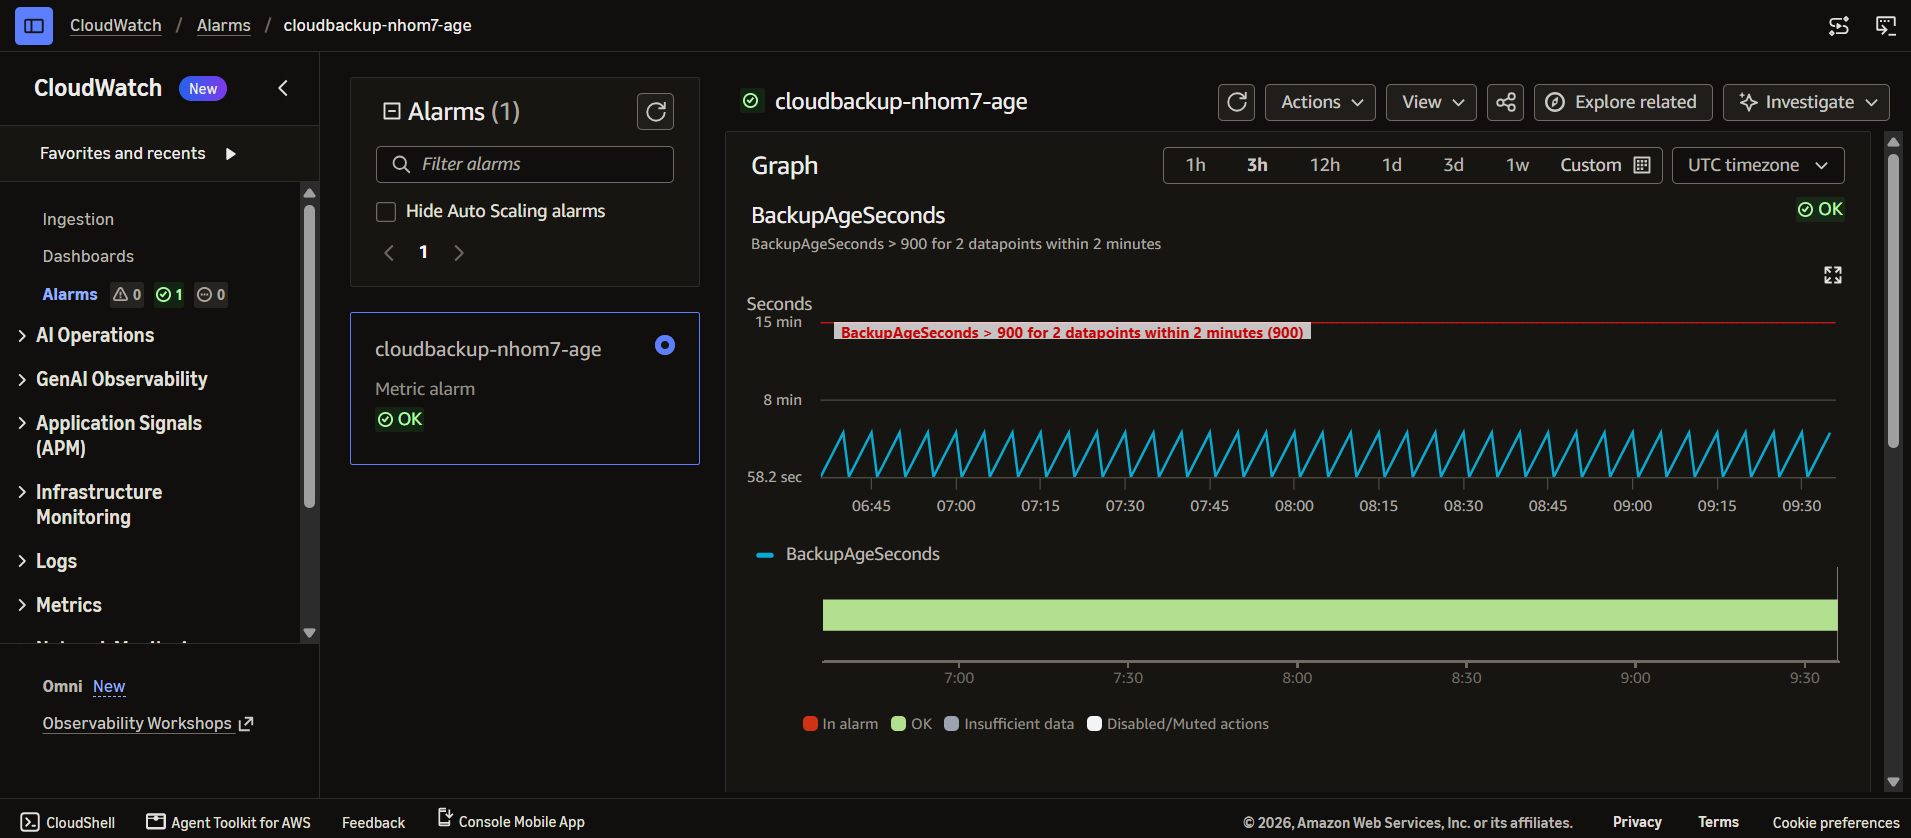 CloudWatch / Alarms / cloudbackup-nhom7-age
CloudWatch New
Favorites and recents
Ingestion
Dashboards
Alarms 0 1 0
AI Operations
GenAI Observability
Application Signals
(APM)
Infrastructure
Monitoring
Logs
Metrics
Omni New
Observability Workshops
Alarms (1)
Filter alarms
Hide Auto Scaling alarms
1
cloudbackup-nhom7-age
Metric alarm
OK
cloudbackup-nhom7-age
Actions View Explore related Investigate
Graph
1h 3h 12h 1d 3d 1w Custom UTC timezone
BackupAgeSeconds
OK
BackupAgeSeconds > 900 for 2 datapoints within 2 minutes
Seconds
15 min
BackupAgeSeconds > 900 for 2 datapoints within 2 minutes (900)
8 min
58.2 sec
06:45 07:00 07:15 07:30 07:45 08:00 08:15 08:30 08:45 09:00 09:15 09:30
BackupAgeSeconds
7:00 7:30 8:00 8:30 9:00 9:30
In alarm OK Insufficient data Disabled/Muted actions
CloudShell Agent Toolkit for AWS Feedback Console Mobile App
© 2026, Amazon Web Services, Inc. or its affiliates. Privacy Terms Cookie preferences